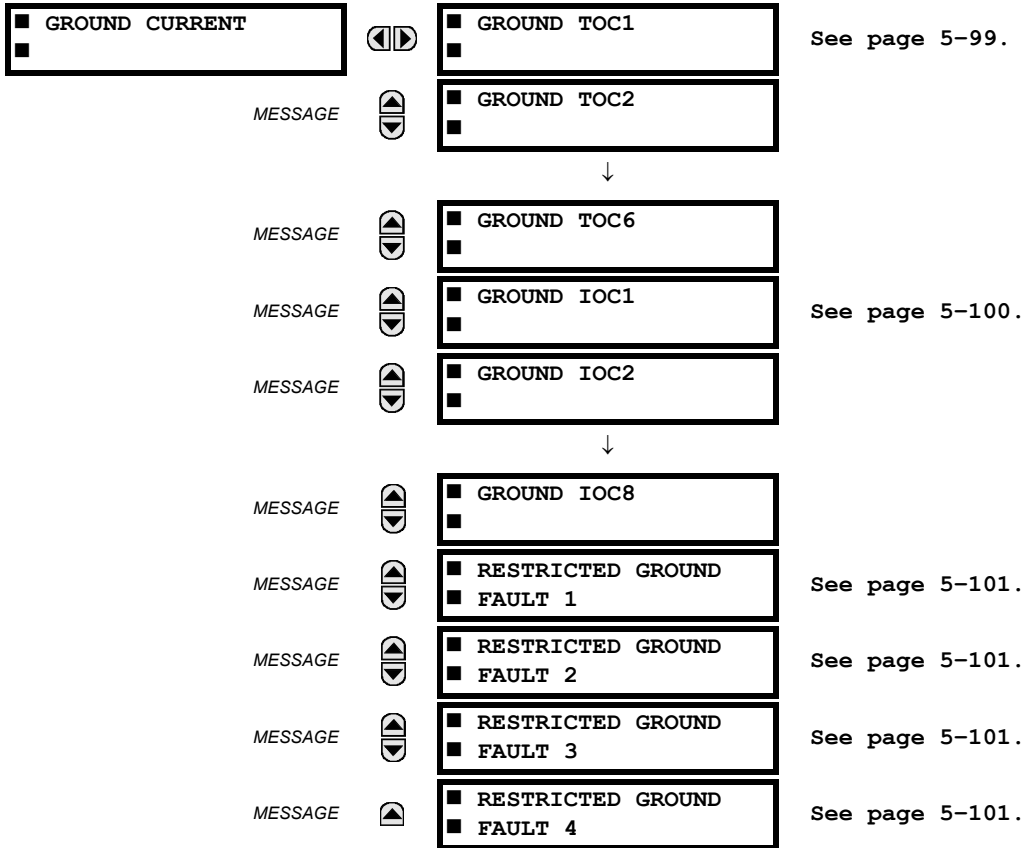 ■ GROUND CURRENT
■
■ GROUND TOC1
■
See page 5–99.
MESSAGE
■ GROUND TOC2
■
↓
MESSAGE
■ GROUND TOC6
■
MESSAGE
■ GROUND IOC1
■
See page 5–100.
MESSAGE
■ GROUND IOC2
■
↓
MESSAGE
■ GROUND IOC8
■
MESSAGE
■ RESTRICTED GROUND
■ FAULT 1
See page 5–101.
MESSAGE
■ RESTRICTED GROUND
■ FAULT 2
See page 5–101.
MESSAGE
■ RESTRICTED GROUND
■ FAULT 3
See page 5–101.
MESSAGE
■ RESTRICTED GROUND
■ FAULT 4
See page 5–101.